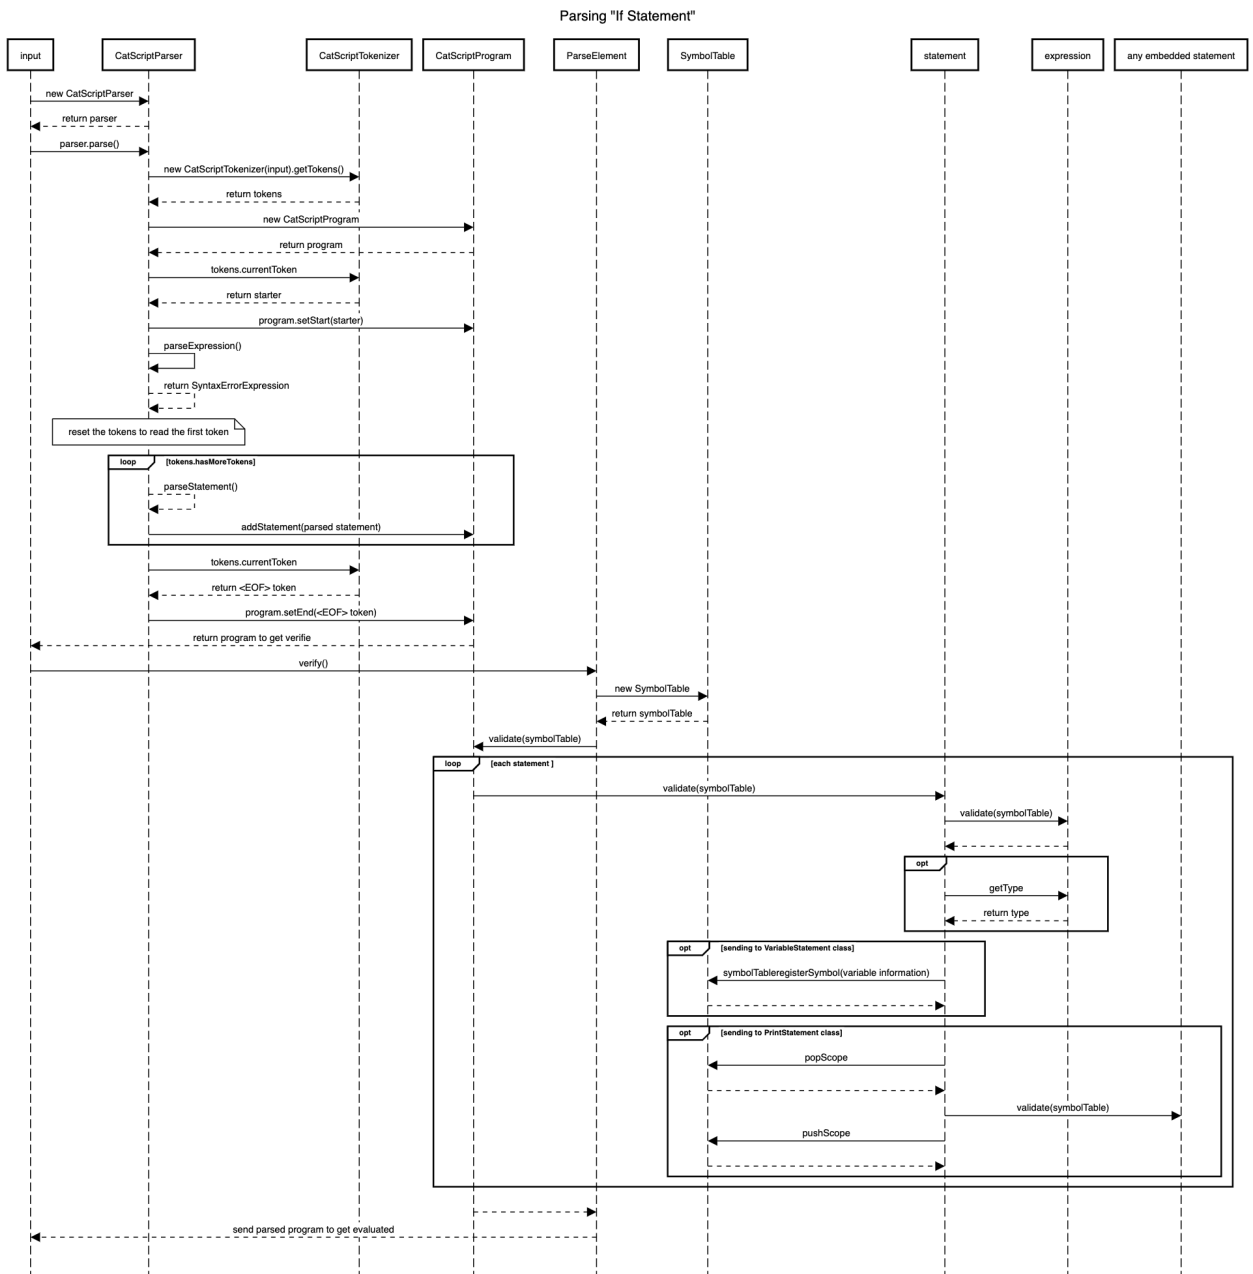 Parsing "If Statement"
input
CatScriptParser
CatScriptTokenizer
CatScriptProgram
ParseElement
SymbolTable
statement
expression
any embedded statement
new CatScriptParser
return parser
parser.parse()
new CatScriptTokenizer(input).getTokens()
return tokens
new CatScriptProgram
return program
tokens.currentToken
return starter
program.setStart(starter)
parseExpression()
return SyntaxErrorExpression
reset the tokens to read the first token
loop [tokens.hasMoreTokens]
parseStatement()
addStatement(parsed statement)
tokens.currentToken
return <EOF> token
program.setEnd(<EOF> token)
return program to get verifie
verify()
new SymbolTable
return symbolTable
validate(symbolTable)
loop [each statement ]
validate(symbolTable)
validate(symbolTable)
opt
getType
return type
opt [sending to VariableStatement class]
symbolTableregisterSymbol(variable information)
opt [sending to PrintStatement class]
popScope
validate(symbolTable)
pushScope
send parsed program to get evaluated